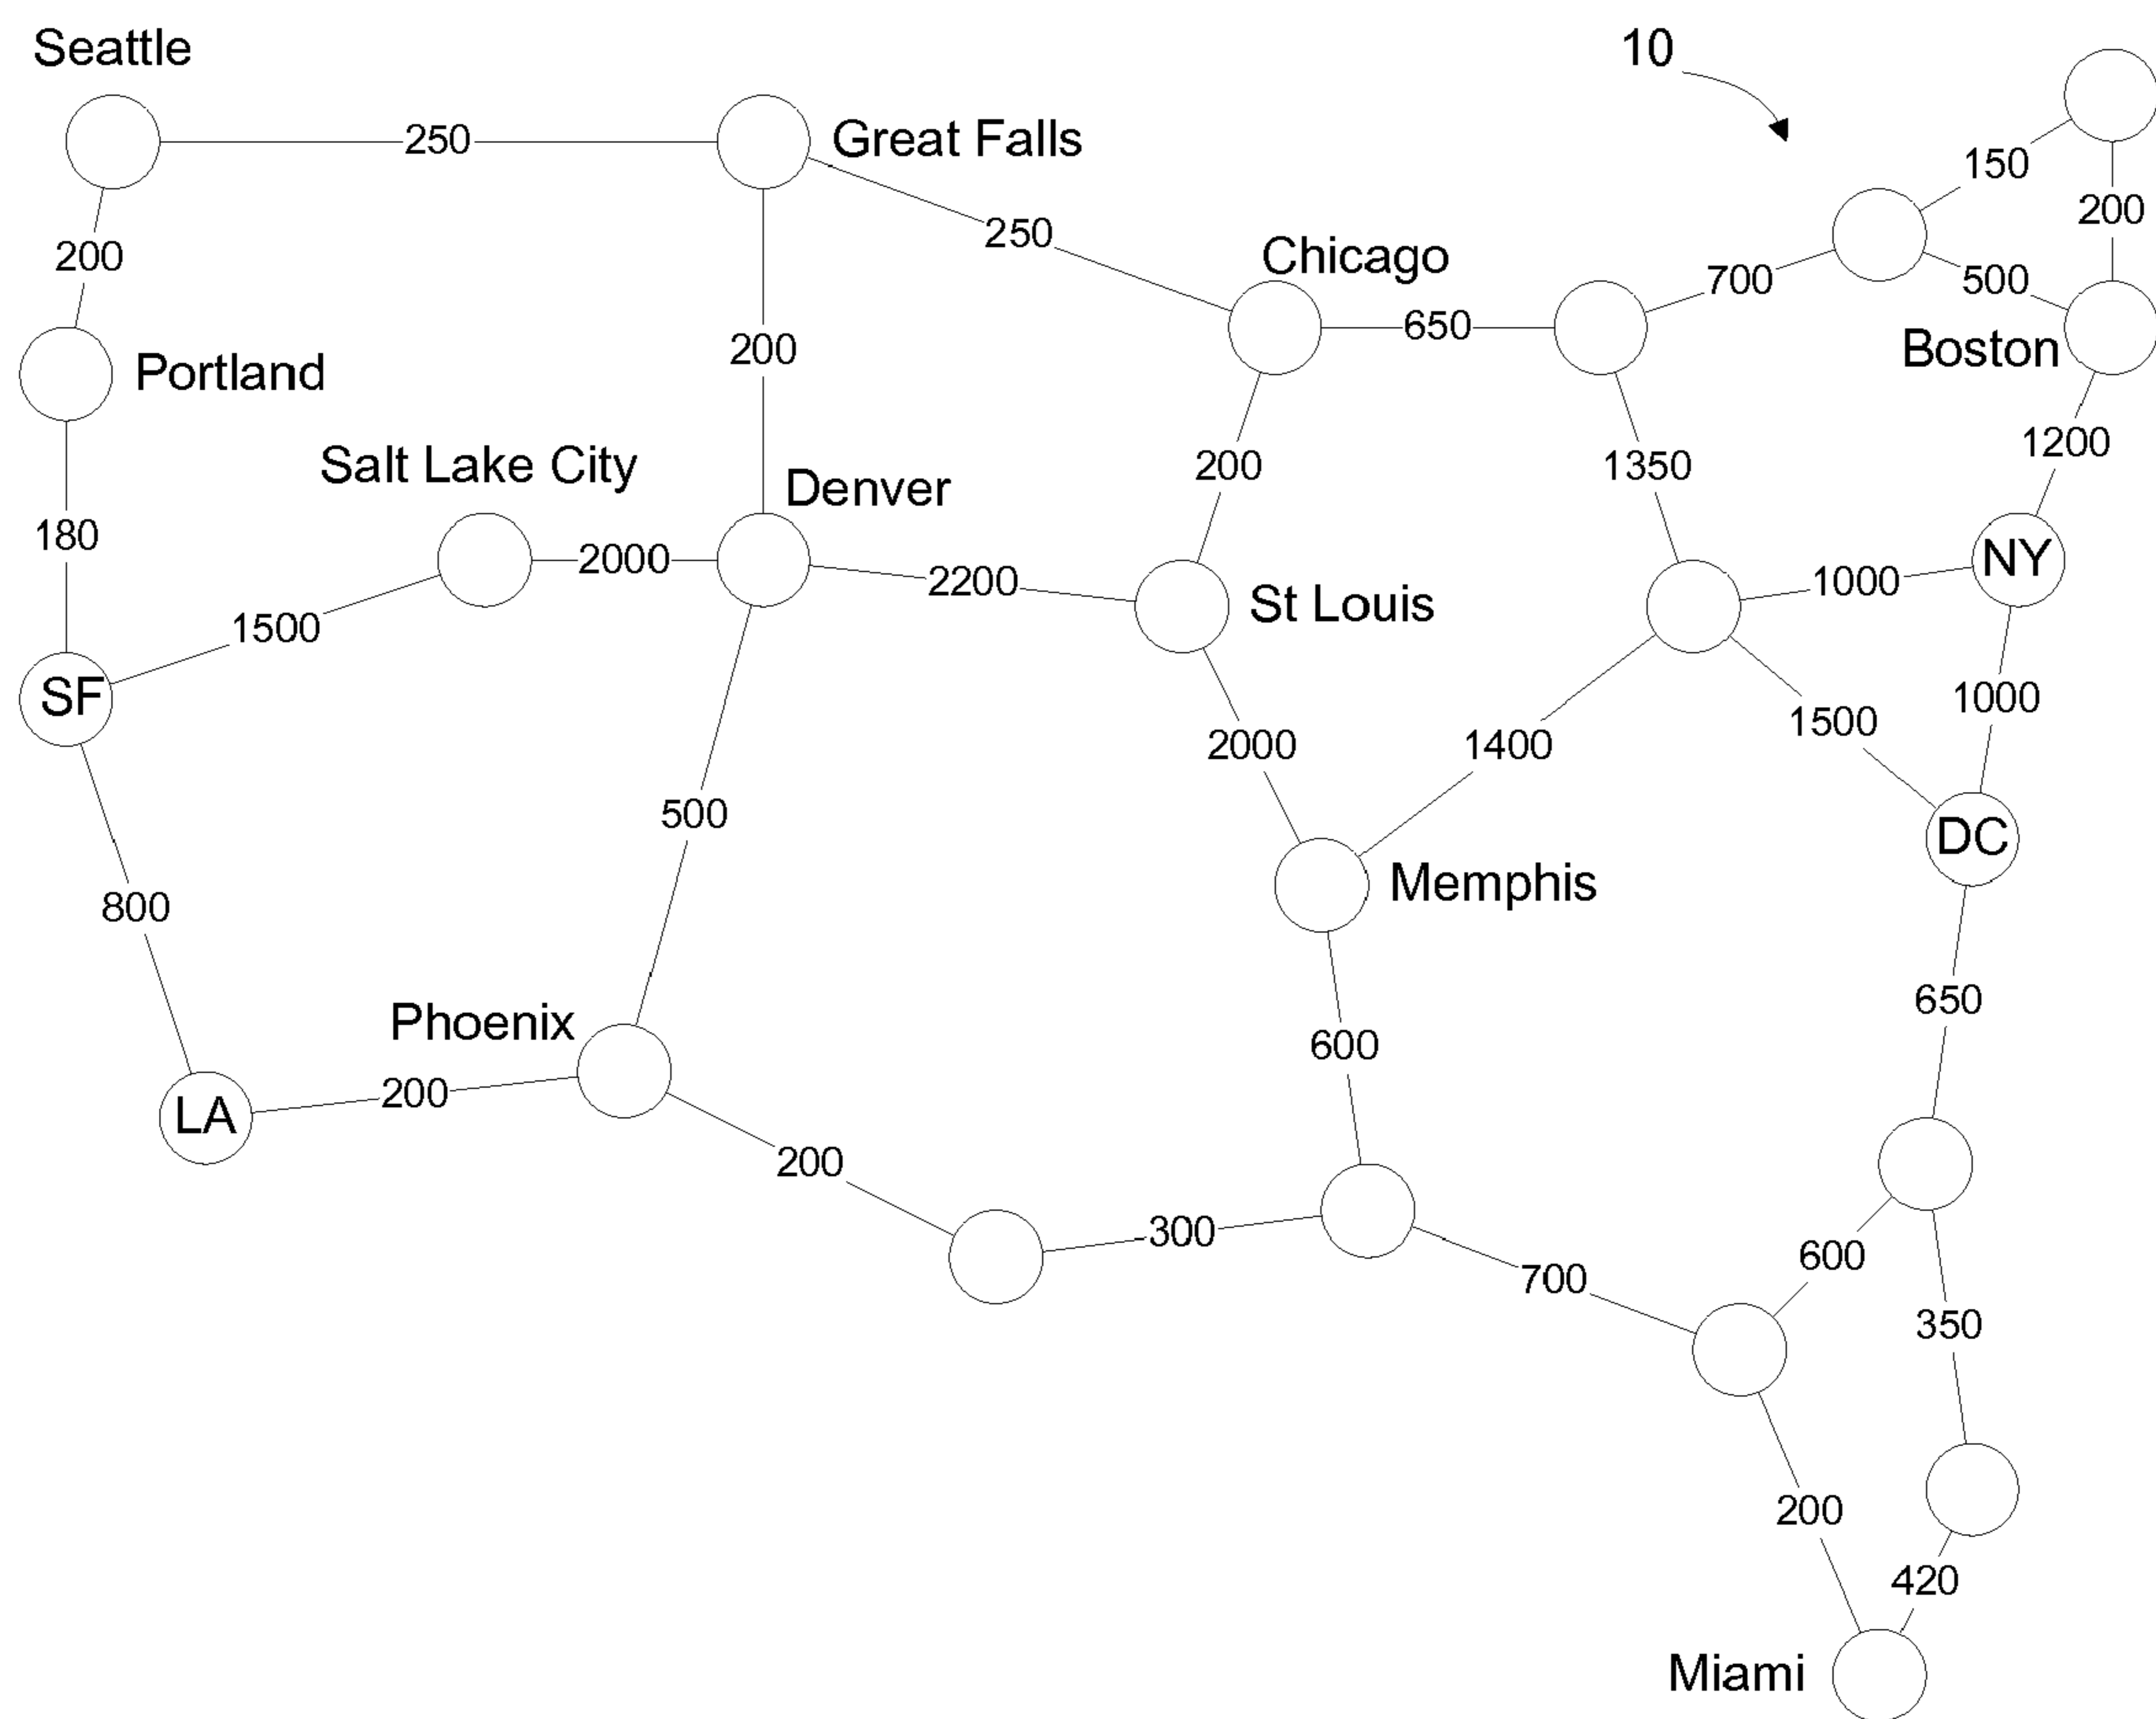 Seattle
10
250
Great Falls
150
200
250
200
Chicago
700
500
650
200
Boston
Portland
1200
Salt Lake City
200
1350
Denver
180
2000
NY
2200
1000
St Louis
1500
SF
1000
1500
2000
1400
500
DC
Memphis
800
650
Phoenix
600
200
LA
200
300
600
700
350
200
420
Miami